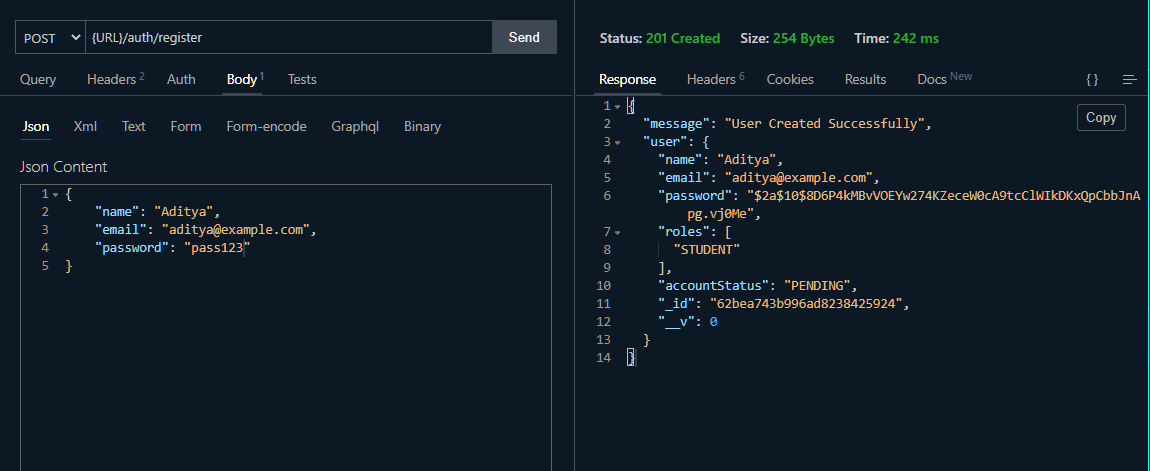 POST {URL}/auth/register Send
Query Headers 2 Auth Body 1 Tests
Json Xml Text Form Form-encode Graphql Binary
Json Content
1 {
2 "name": "Aditya",
3 "email": "aditya@example.com",
4 "password": "pass123"
5 }
Status: 201 Created Size: 254 Bytes Time: 242 ms
Response Headers 6 Cookies Results Docs New {}
Copy
1 {
2 "message": "User Created Successfully",
3 "user": {
4 "name": "Aditya",
5 "email": "aditya@example.com",
6 "password": "$2a$10$8D6P4kMBvVOEYw274KZeceW0cA9tcClWIkDKxQpCbbJnA
pg.vj0Me",
7 "roles": [
8 "STUDENT"
9 ],
10 "accountStatus": "PENDING",
11 "_id": "62bea743b996ad8238425924",
12 "__v": 0
13 }
14 }